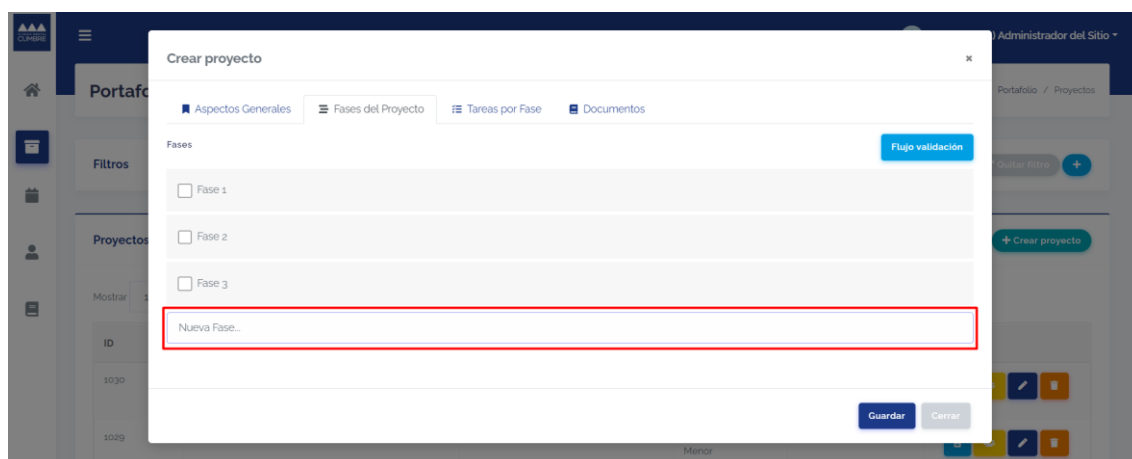 CUMBRE
) Administrador del Sitio
Crear proyecto
Portafo
Portafolio / Proyectos
Aspectos Generales
Fases del Proyecto
Tareas por Fase
Documentos
Fases
Flujo validación
Filtros
Quitar filtro
+
Fase 1
Fase 2
Proyectos
+ Crear proyecto
Fase 3
Mostrar 1
Nueva Fase...
ID
1030
Guardar
Cerrar
1029
Menor